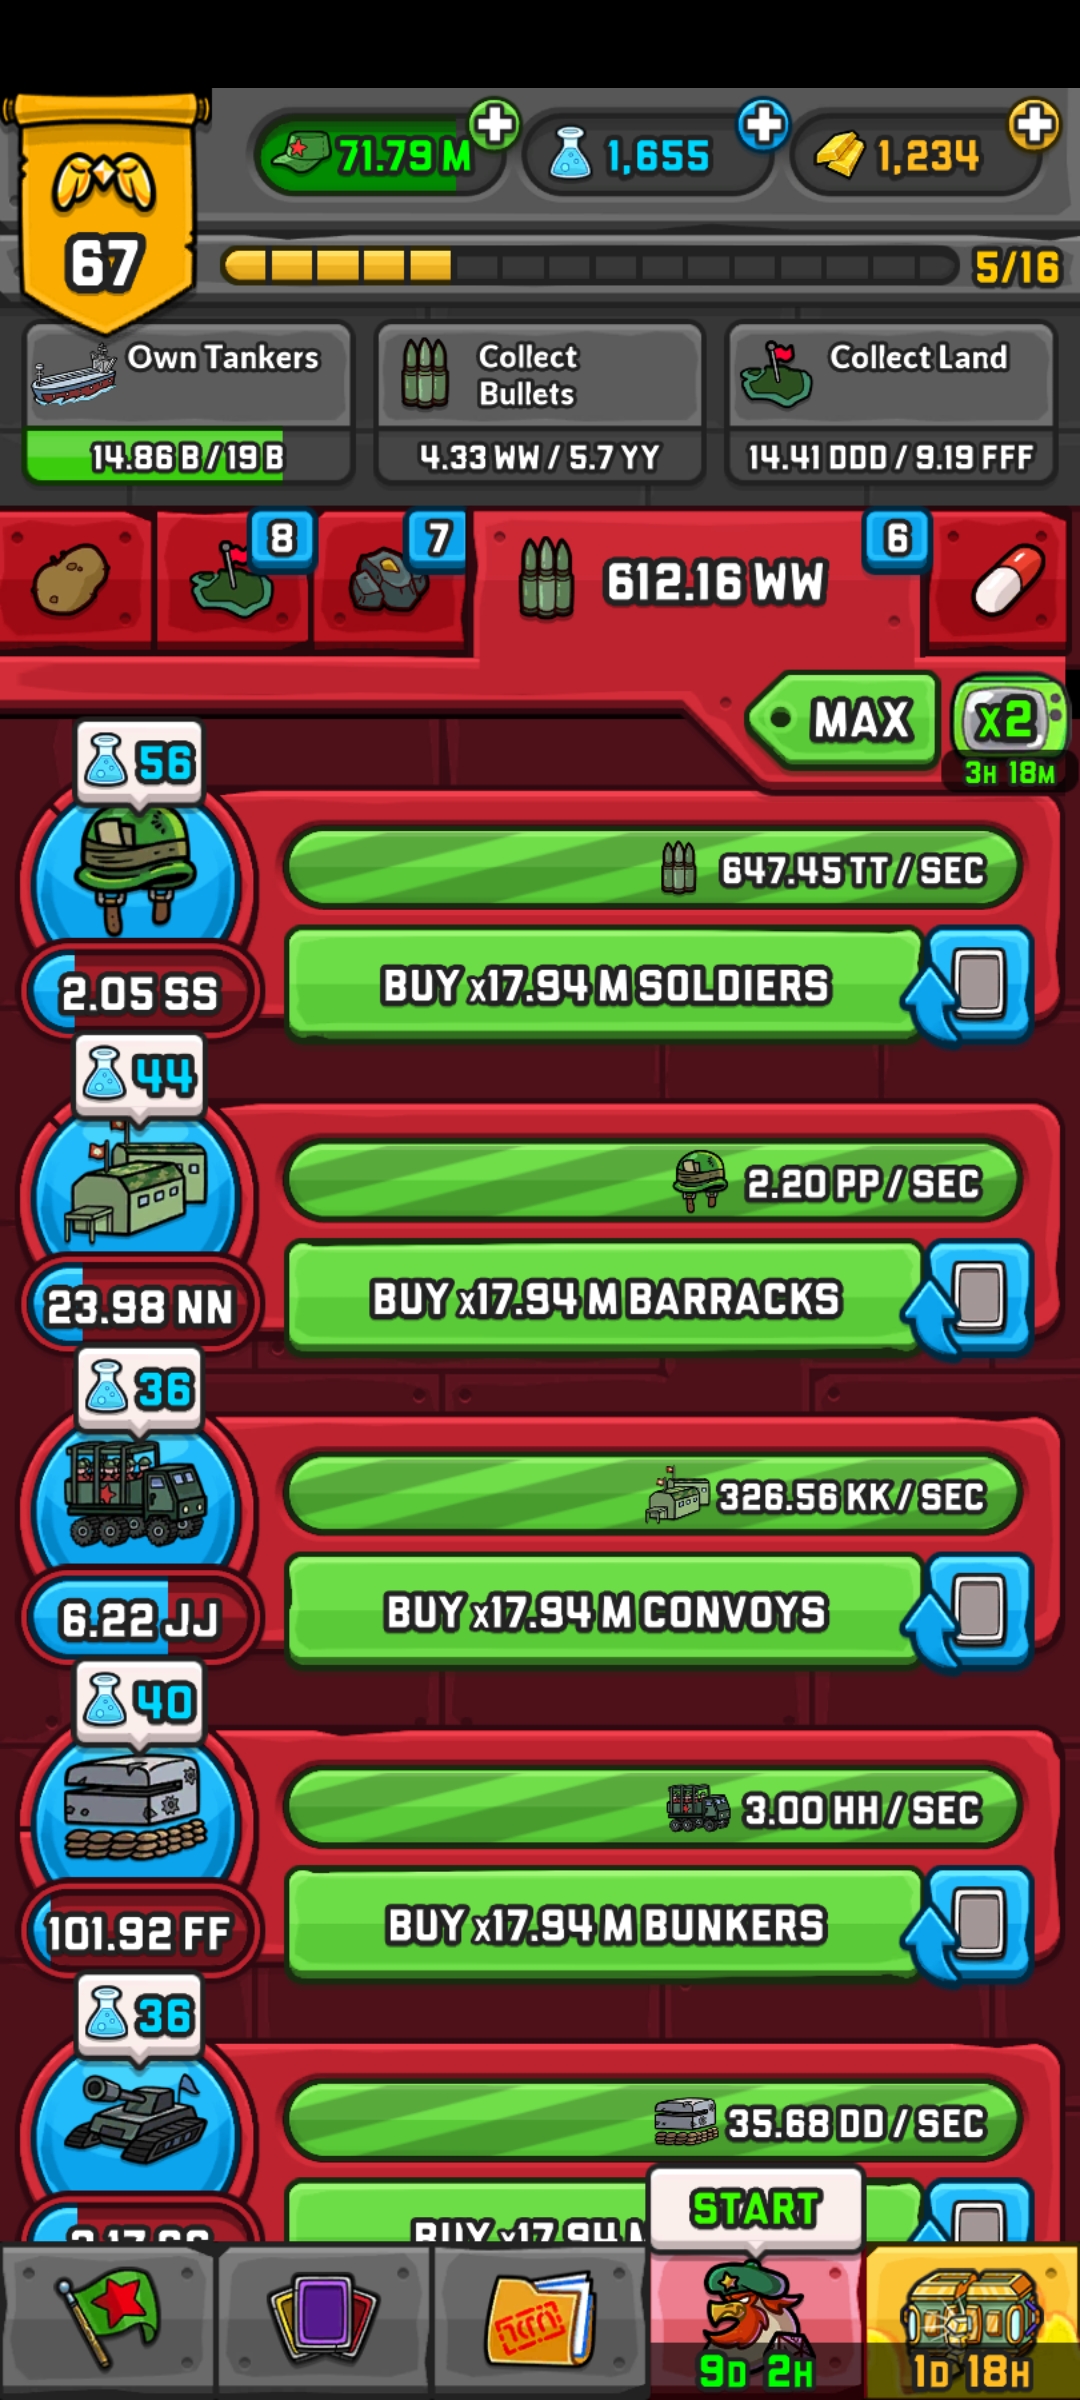 71.79 M
1,655
1,234
67
5/16
Own Tankers
14.86 B / 19 B
Collect
Bullets
4.33 WW / 5.7 YY
Collect Land
14.41 DDD / 9.19 FFF
8
7
612.16 WW
6
MAX
x2
3H 18M
56
647.45 TT / SEC
BUY x17.94 M SOLDIERS
2.05 SS
44
2.20 PP / SEC
BUY x17.94 M BARRACKS
23.98 NN
36
326.56 KK / SEC
BUY x17.94 M CONVOYS
6.22 JJ
40
3.00 HH / SEC
BUY x17.94 M BUNKERS
101.92 FF
36
35.68 DD / SEC
BUY x17.94 M
START
9D 2H
1D 18H